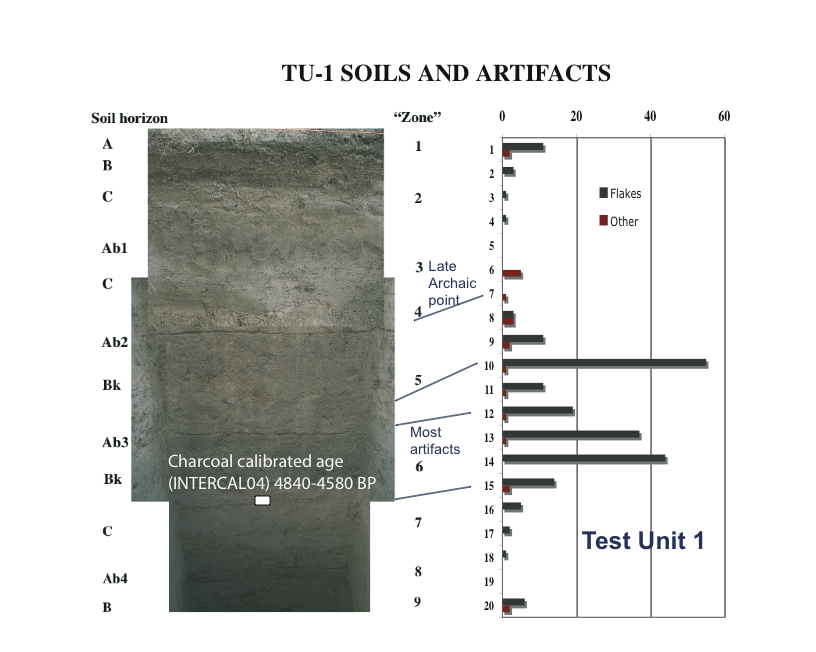 TU-1 SOILS AND ARTIFACTS
Soil horizon
“Zone”
0 20 40 60
A
B
C
Ab1
C
Ab2
Bk
Ab3
Bk
C
Ab4
B
Charcoal calibrated age
(INTERCAL04) 4840-4580 BP
1
2
3
Late
Archaic
point
4
5
Most
artifacts
6
7
8
9
1
2
3
4
5
6
7
8
9
10
11
12
13
14
15
16
17
18
19
20
Flakes
Other
Test Unit 1